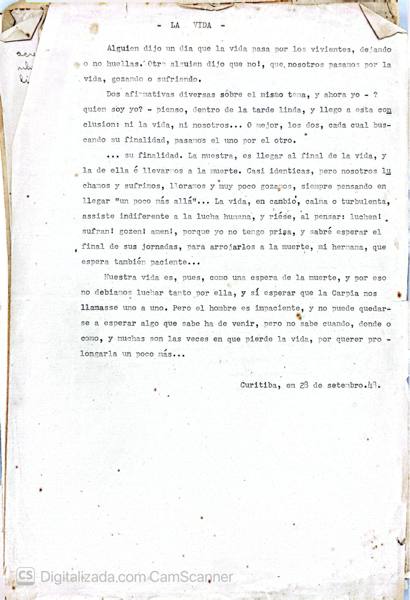 - LA VIDA -
Alguien dijo un dia que la vida pasa por los vivientes, dejando
o no huellas. Otro alguien dijo que no!, que nosotros pasamos por la
vida, gozando o sufriendo.
Dos afirmativas diversas sobre el mismo tema, y ahora yo - ?
quien soy yo? - pienso, dentro de la tarde linda, y llego a esta con
clusion: ni la vida, ni nosotros... O mejor, los dos, cada cual bus-
cando su finalidad, pasamos el uno por el otro.
... su finalidad. La nuestra, es llegar al final de la vida, y
la de ella é llevarnos a la muerte. Casi identicas, pero nosotros lu
chamos y sufrimos, lloramos y muy poco gozamos, siempre pensando en
llegar "un poco más allá"... La vida, en cambio, calma o turbulenta,
assiste indiferente a la lucha humana, y riése, al pensar: luchen!
sufran! gozen! amen!, porque yo no tengo prisa, y sabré esperar el
final de sus jornadas, para arrojarlos a la muerte, mi hermana, que
espera también paciente...
Nuestra vida es, pues, como una espera de la muerte, y por eso
no debiamos luchar tanto por ella, y sí esperar que la Carpia nos
llamasse uno a uno. Pero el hombre es impaciente, y no puede quedar-
se a esperar algo que sabe ha de venir, pero no sabe cuando, donde o
como, y muchas son las veces en que pierde la vida, por querer pro -
longarla un poco más...
Curitiba, en 28 de setembro.48.
CS Digitalizada com CamScanner